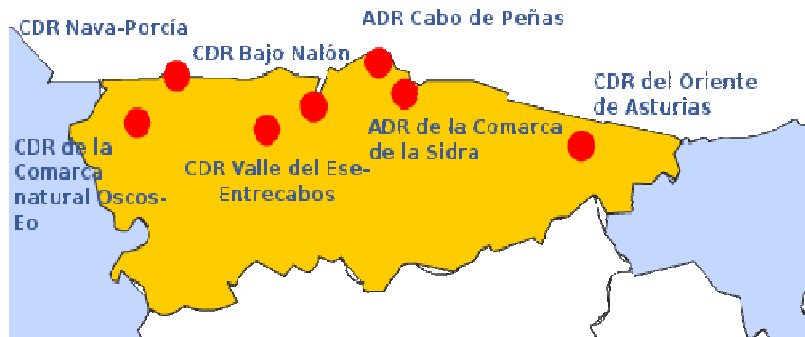 ADR Cabo de Peñas
CDR Nava-Porcía
CDR Bajo Nalón
CDR del Oriente
de Asturias
ADR de la Comarca
de la Sidra
CDR de la
Comarca
natural Oscos-
Eo
CDR Valle del Ese-
Entrecabos